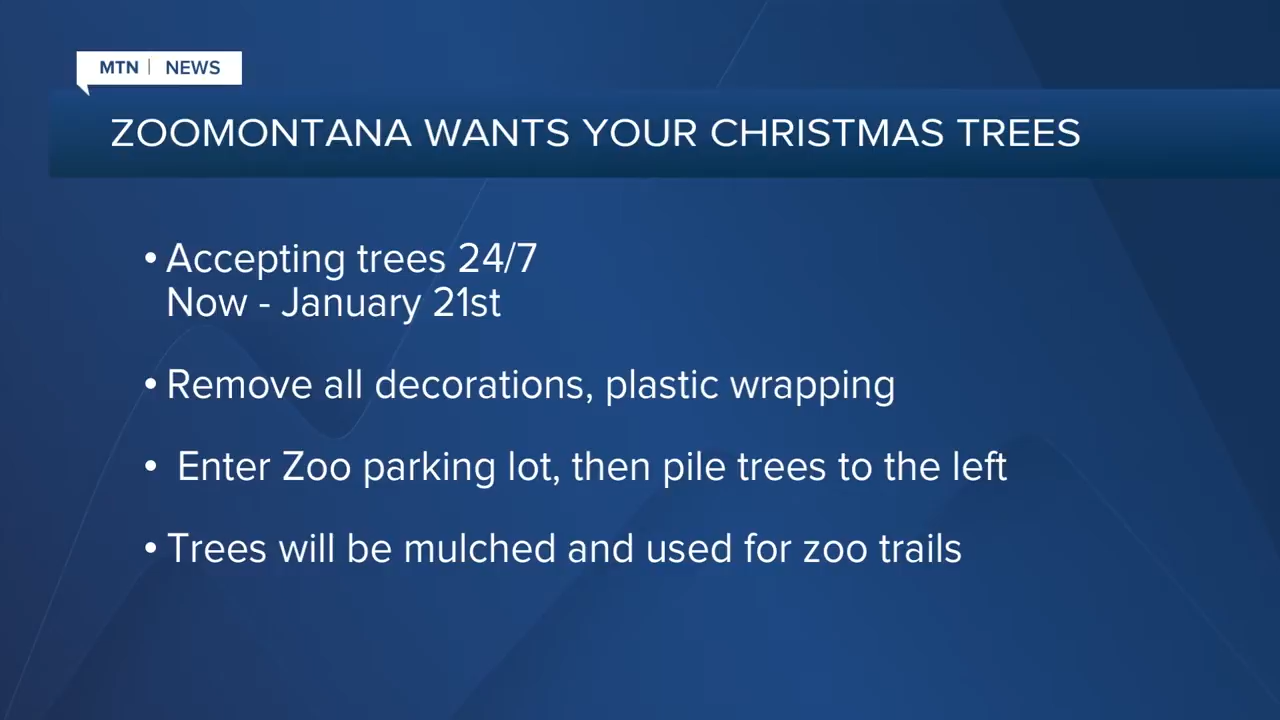 MTN | NEWS
ZOOMONTANA WANTS YOUR CHRISTMAS TREES
• Accepting trees 24/7
Now - January 21st
• Remove all decorations, plastic wrapping
• Enter Zoo parking lot, then pile trees to the left
• Trees will be mulched and used for zoo trails